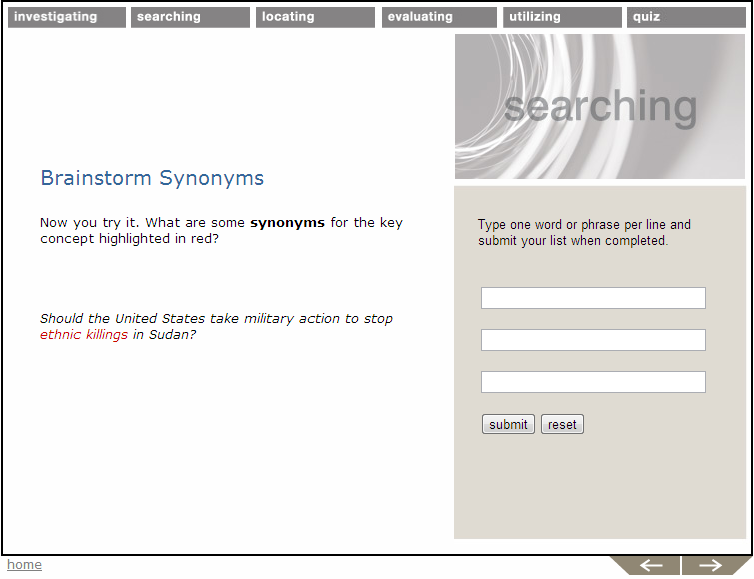 investigating
searching
locating
evaluating
utilizing
quiz
searching
Brainstorm Synonyms
Now you try it. What are some synonyms for the key
concept highlighted in red?
Should the United States take military action to stop
ethnic killings in Sudan?
Type one word or phrase per line and
submit your list when completed.
submit
reset
home